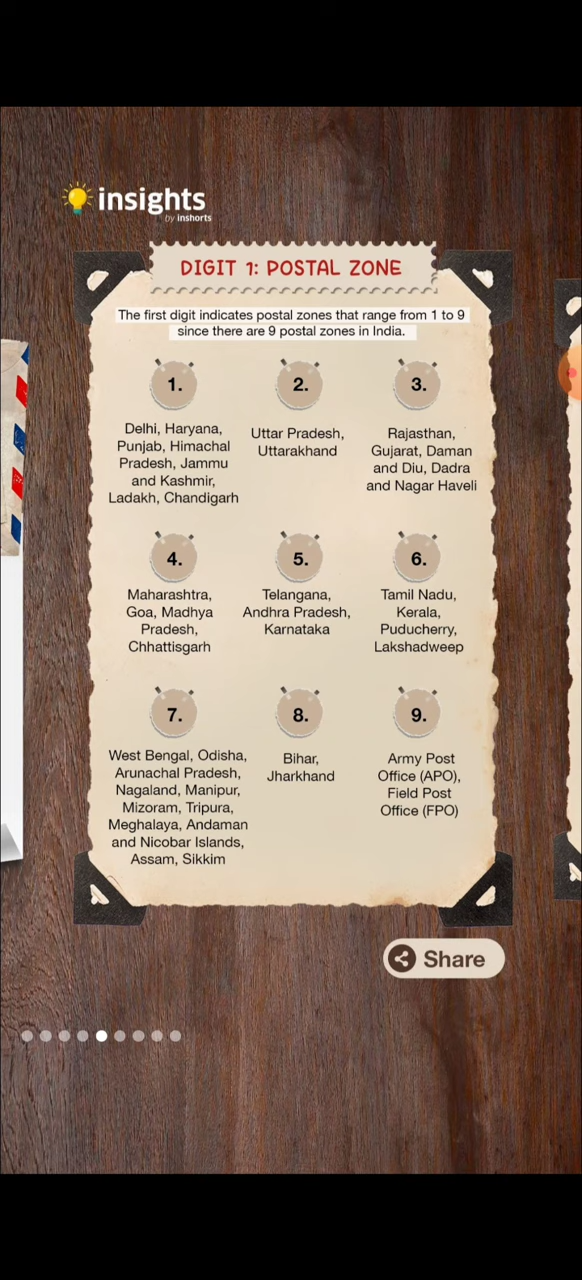 insights
by inshorts
DIGIT 1: POSTAL ZONE
The first digit indicates postal zones that range from 1 to 9
since there are 9 postal zones in India.
1.
Delhi, Haryana,
Punjab, Himachal
Pradesh, Jammu
and Kashmir,
Ladakh, Chandigarh
2.
Uttar Pradesh,
Uttarakhand
3.
Rajasthan,
Gujarat, Daman
and Diu, Dadra
and Nagar Haveli
4.
Maharashtra,
Goa, Madhya
Pradesh,
Chhattisgarh
5.
Telangana,
Andhra Pradesh,
Karnataka
6.
Tamil Nadu,
Kerala,
Puducherry,
Lakshadweep
7.
West Bengal, Odisha,
Arunachal Pradesh,
Nagaland, Manipur,
Mizoram, Tripura,
Meghalaya, Andaman
and Nicobar Islands,
Assam, Sikkim
8.
Bihar,
Jharkhand
9.
Army Post
Office (APO),
Field Post
Office (FPO)
Share